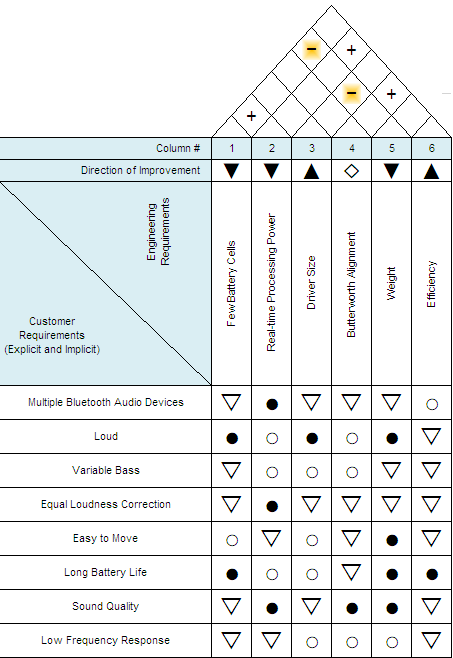 − +
− +
+
Column # 1 2 3 4 5 6
Direction of Improvement ▼ ▼ ▲ ◇ ▼ ▲
Engineering
Requirements
Customer
Requirements
(Explicit and Implicit)
Few Battery Cells
Real-time Processing Power
Driver Size
Butterworth Alignment
Weight
Efficiency
Multiple Bluetooth Audio Devices ▽ ● ▽ ▽ ▽ ○
Loud ● ○ ● ○ ● ▽
Variable Bass ▽ ○ ○ ○ ▽ ▽
Equal Loudness Correction ▽ ● ▽ ▽ ▽ ▽
Easy to Move ○ ▽ ○ ▽ ● ▽
Long Battery Life ● ○ ○ ▽ ● ●
Sound Quality ▽ ● ▽ ● ● ▽
Low Frequency Response ▽ ▽ ○ ○ ○ ▽